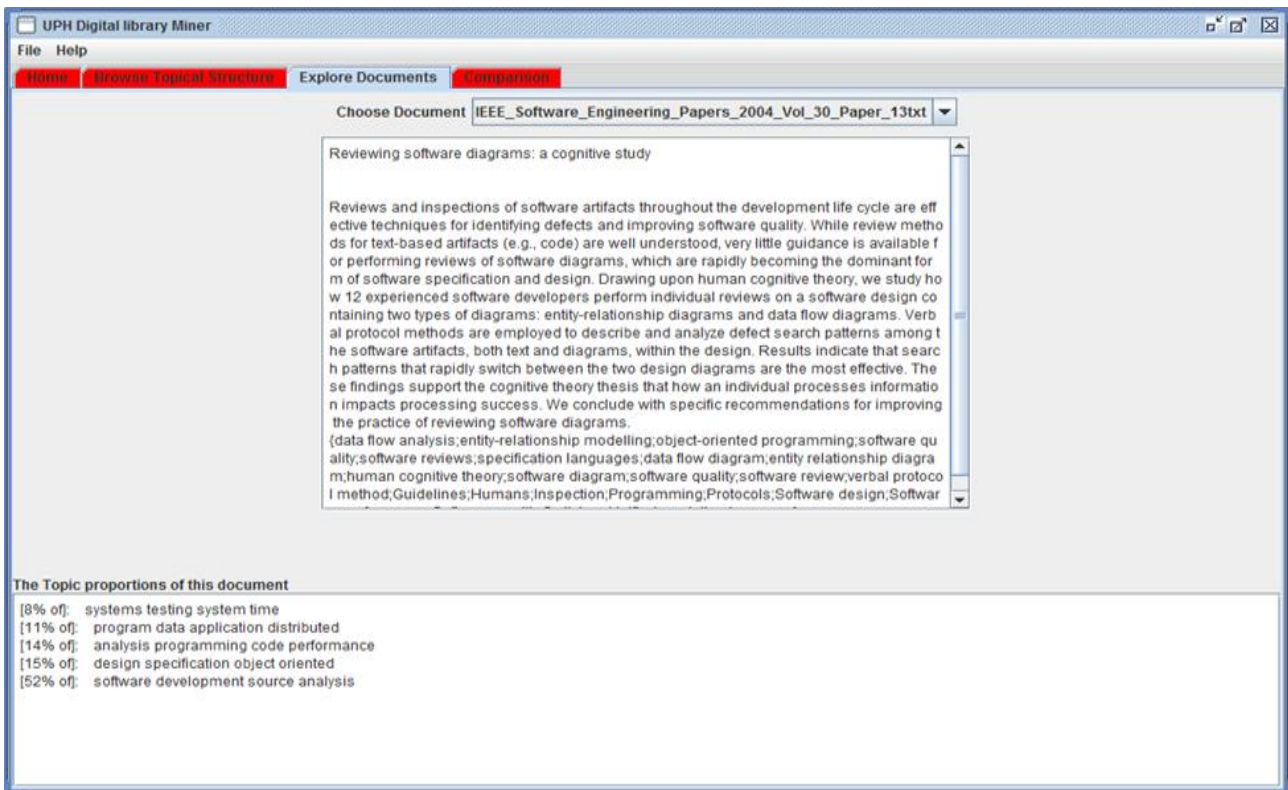 UPH Digital library Miner
File Help
Home Browse Topical Structure Explore Documents Comparison
Choose Document IEEE_Software_Engineering_Papers_2004_Vol_30_Paper_13txt
Reviewing software diagrams: a cognitive study
Reviews and inspections of software artifacts throughout the development life cycle are eff
ective techniques for identifying defects and improving software quality. While review metho
ds for text-based artifacts (e.g., code) are well understood, very little guidance is available f
or performing reviews of software diagrams, which are rapidly becoming the dominant for
m of software specification and design. Drawing upon human cognitive theory, we study ho
w 12 experienced software developers perform individual reviews on a software design co
ntaining two types of diagrams: entity-relationship diagrams and data flow diagrams. Verb
al protocol methods are employed to describe and analyze defect search patterns among t
he software artifacts, both text and diagrams, within the design. Results indicate that searc
h patterns that rapidly switch between the two design diagrams are the most effective. The
se findings support the cognitive theory thesis that how an individual processes informatio
n impacts processing success. We conclude with specific recommendations for improving
the practice of reviewing software diagrams.
{data flow analysis;entity-relationship modelling;object-oriented programming;software qu
ality;software reviews;specification languages;data flow diagram;entity relationship diagra
m;human cognitive theory;software diagram;software quality;software review;verbal protoco
l method;Guidelines;Humans;Inspection;Programming;Protocols;Software design;Softwar
The Topic proportions of this document
[8% of]: systems testing system time
[11% of]: program data application distributed
[14% of]: analysis programming code performance
[15% of]: design specification object oriented
[52% of]: software development source analysis